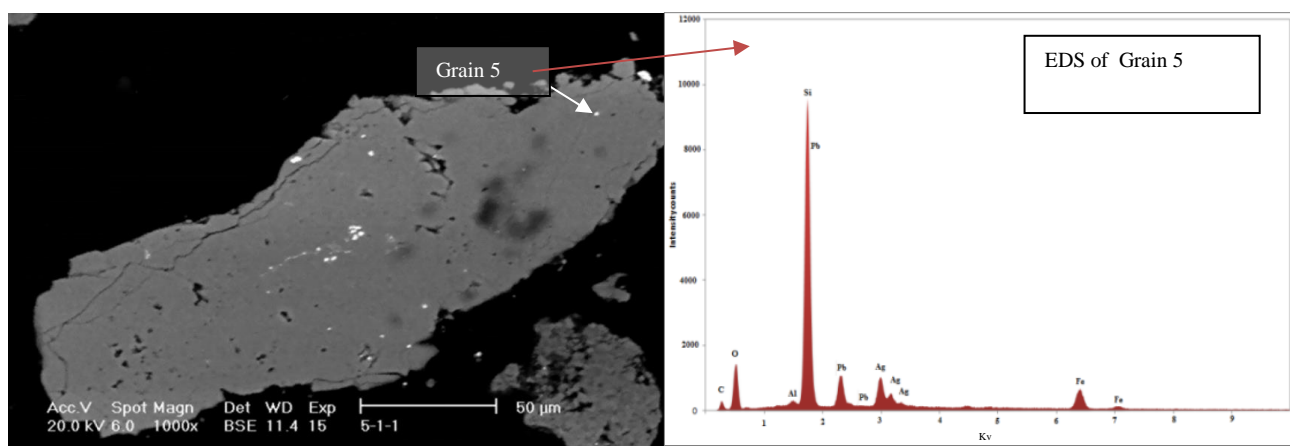 Grain 5
Acc.V Spot Magn Det WD Exp
20.0 kV 6.0 1000x BSE 11.4 15 5-1-1
50 µm
EDS of Grain 5
12000
10000
8000
6000
4000
2000
0
Intensitycounts
C
O
Al
Si
Pb
Pb
Pb
Ag
Ag
Ag
Fe
Fe
1 2 3 4 5 6 7 8 9
Kv